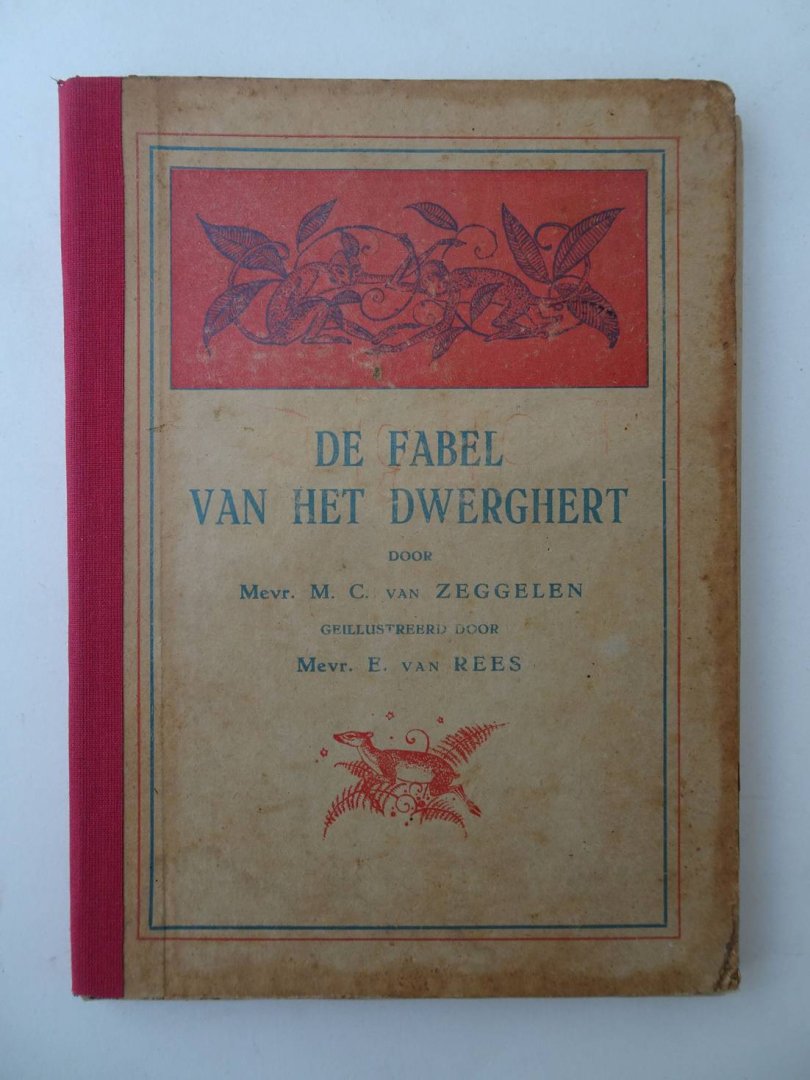 DE FABEL
VAN HET DWERGHERT
DOOR
Mevr. M. C. VAN ZEGGELEN
GEILLUSTREERD DOOR
Mevr. E. VAN REES